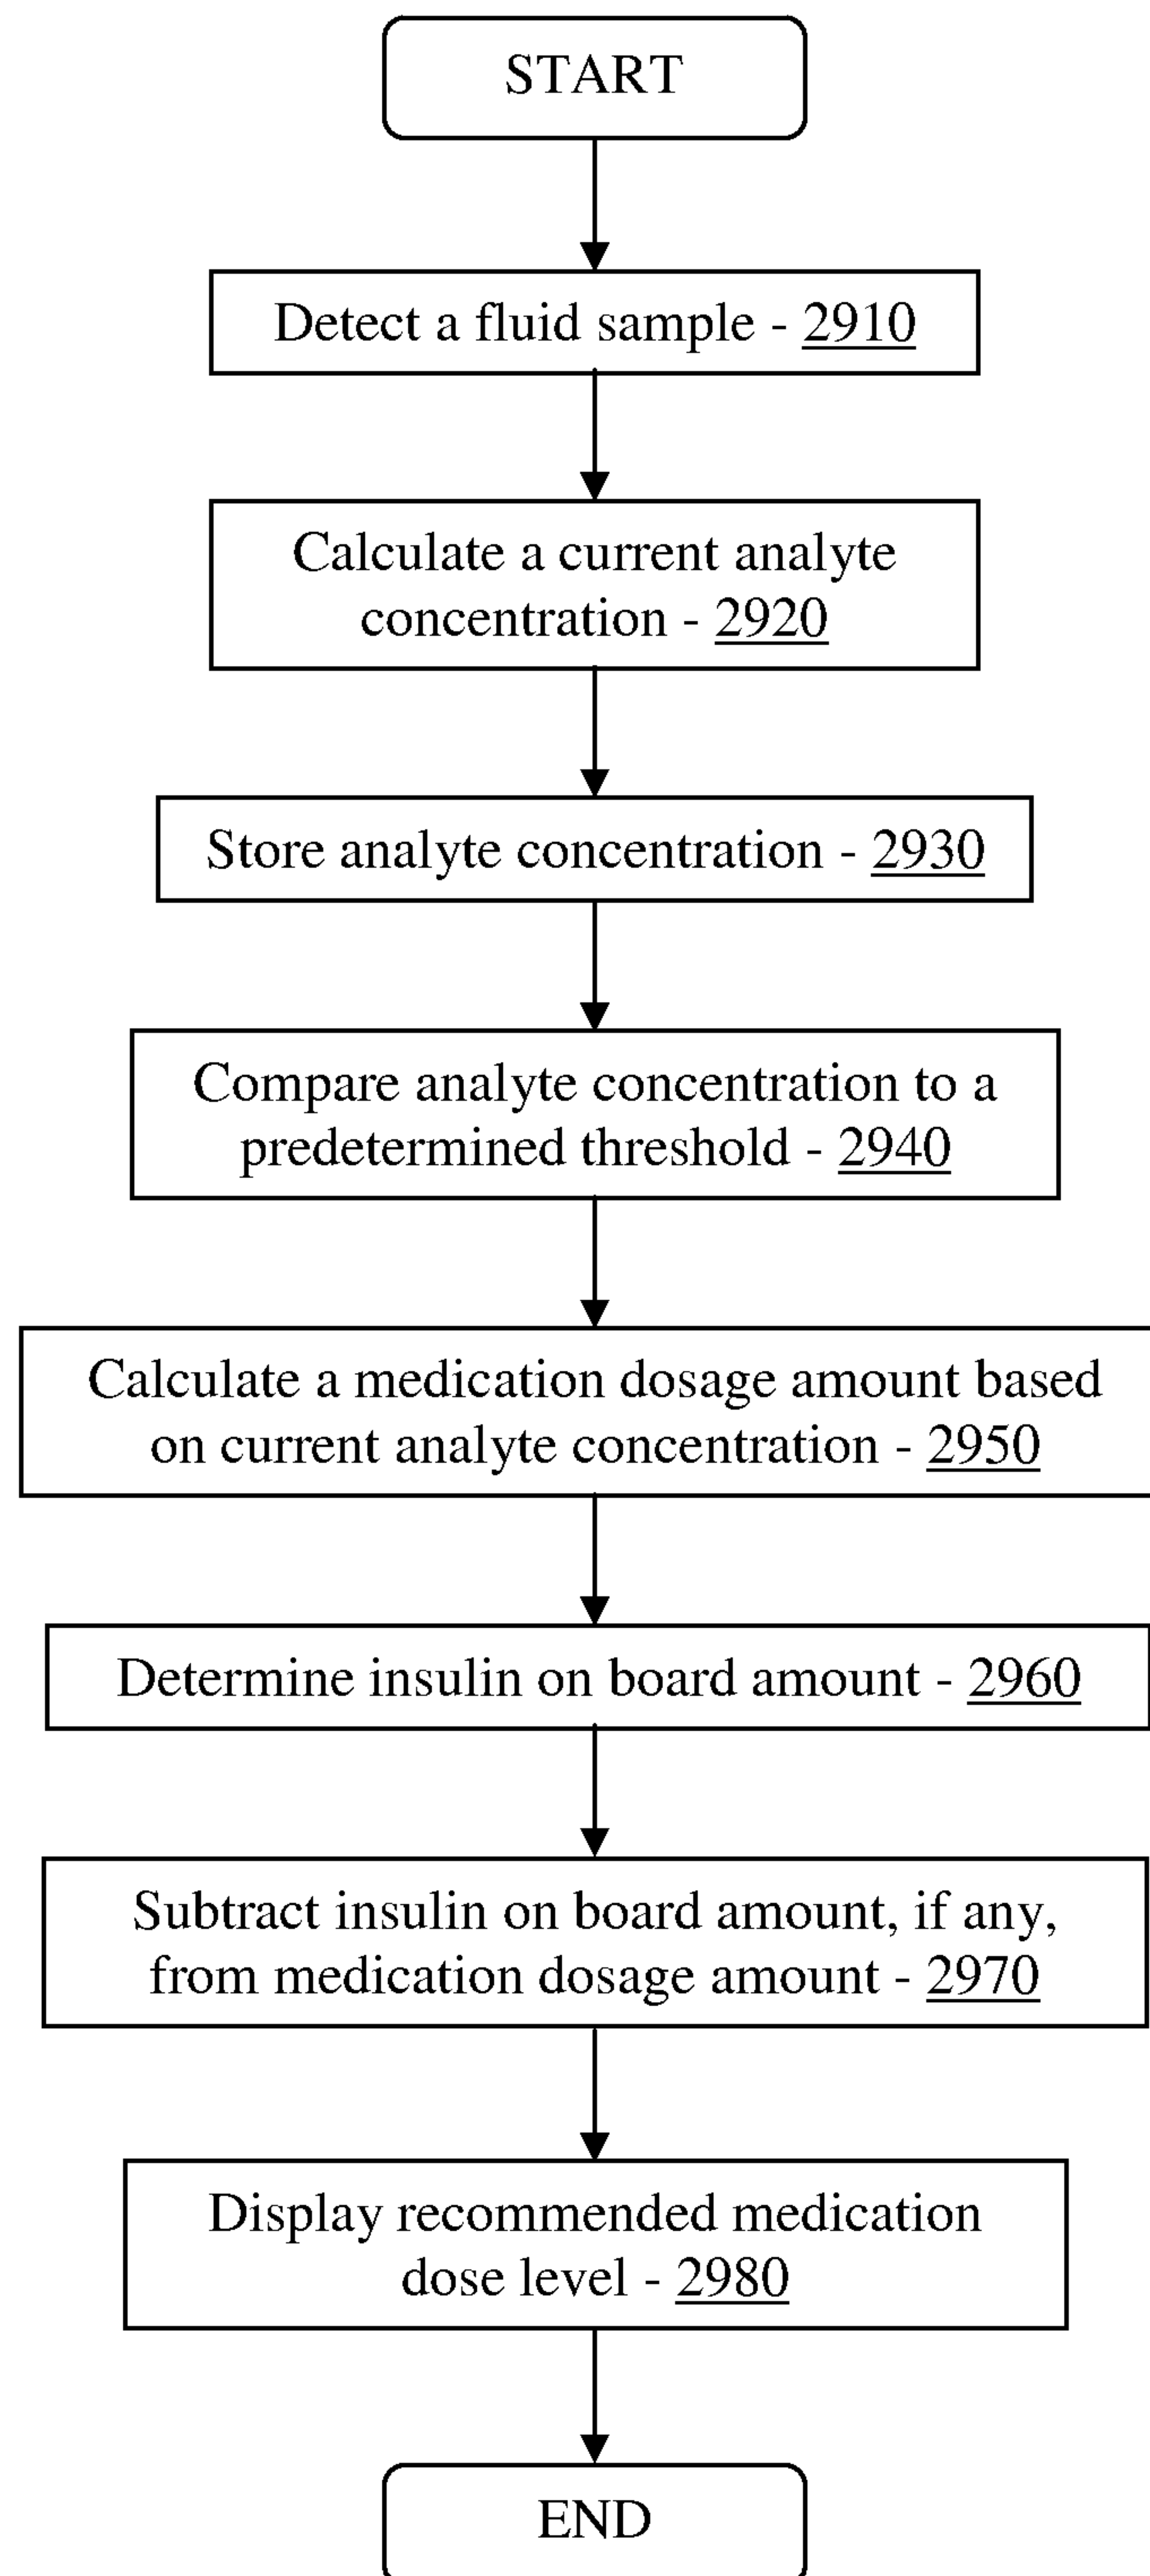 START
Detect a fluid sample - 2910
Calculate a current analyte
concentration - 2920
Store analyte concentration - 2930
Compare analyte concentration to a
predetermined threshold - 2940
Calculate a medication dosage amount based
on current analyte concentration - 2950
Determine insulin on board amount - 2960
Subtract insulin on board amount, if any,
from medication dosage amount - 2970
Display recommended medication
dose level - 2980
END